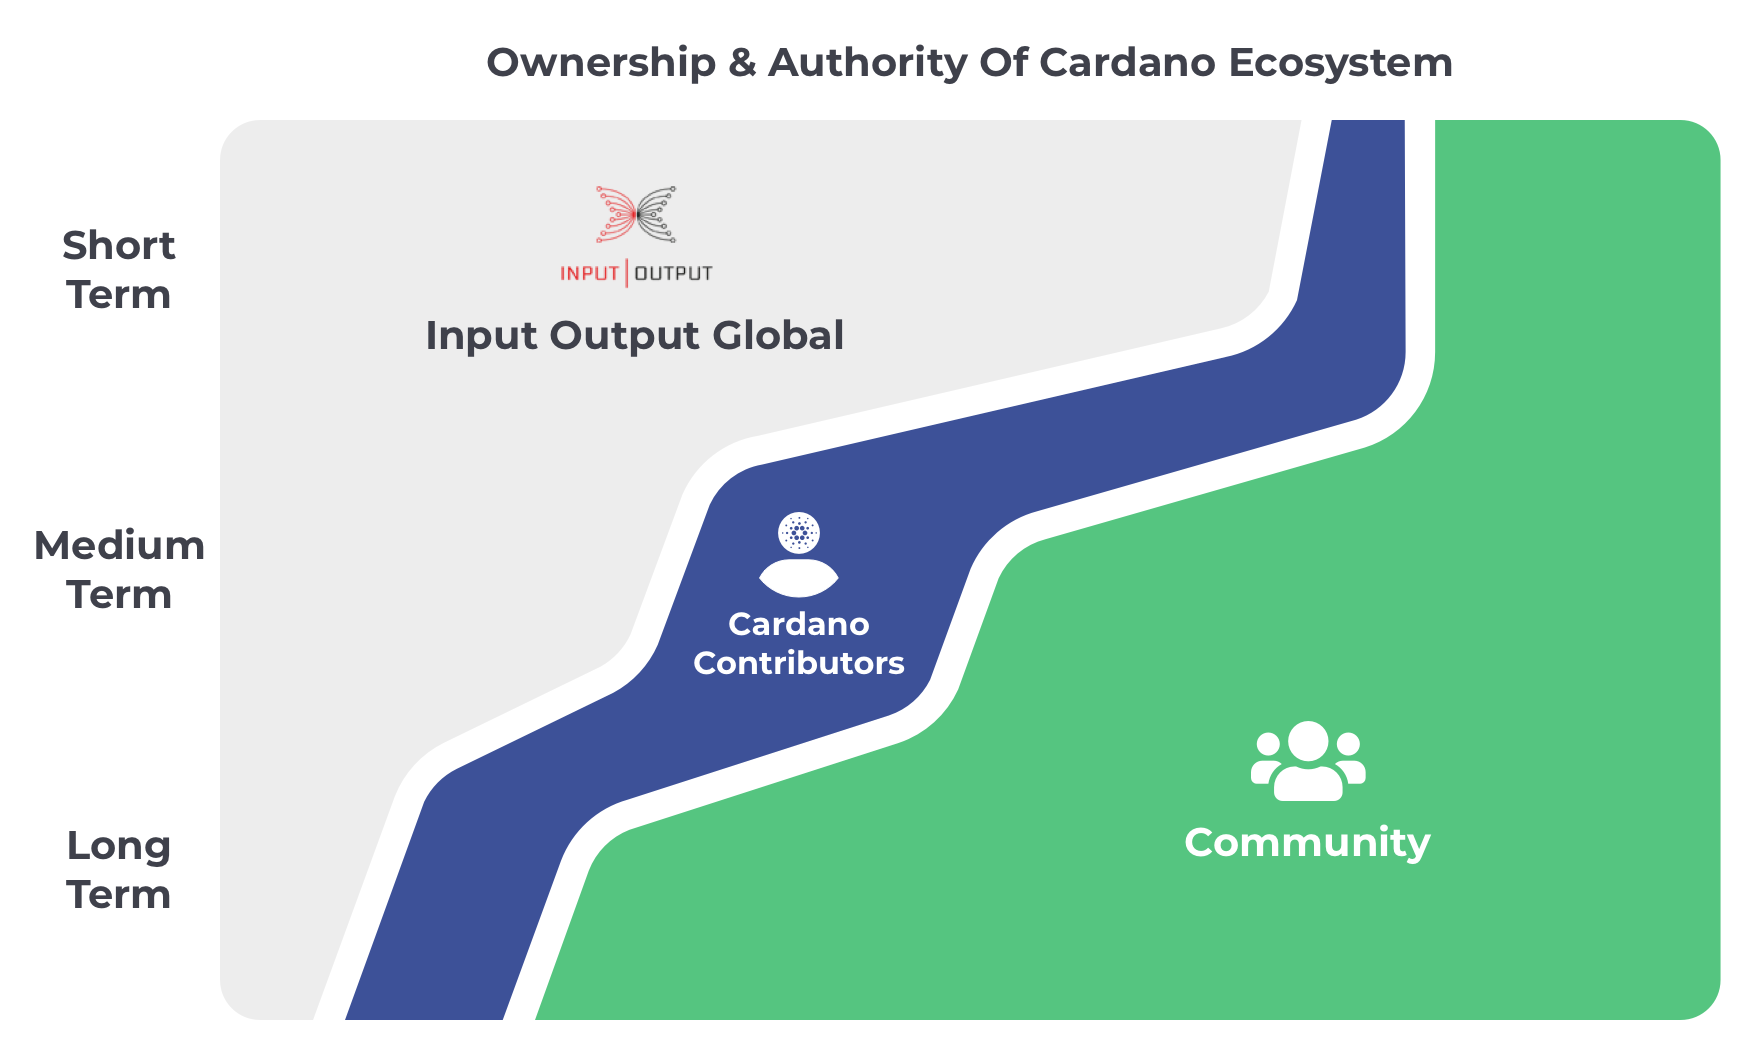 Ownership & Authority Of Cardano Ecosystem
Short
Term
INPUT | OUTPUT
Input Output Global
Medium
Term
Cardano
Contributors
Long
Term
Community